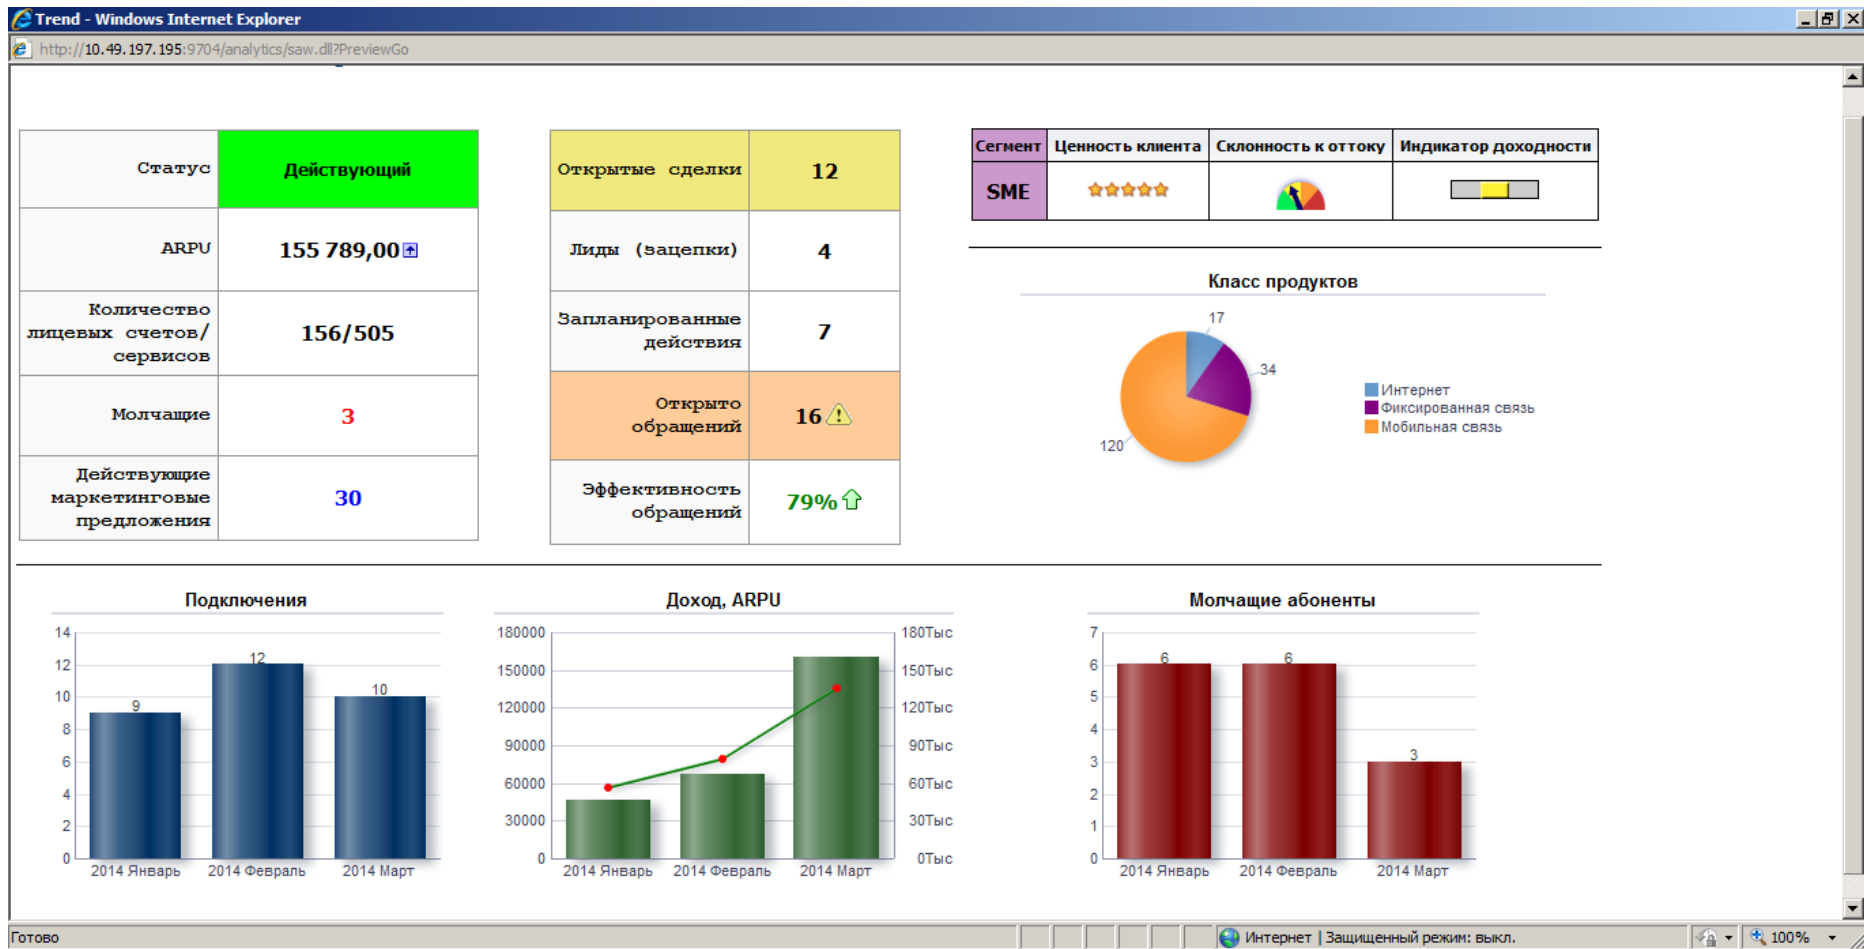 Trend - Windows Internet Explorer
http://10.49.197.195:9704/analytics/saw.dll?PreviewGo
Статус
Действующий
ARPU
155 789,00
Количество
лицевых счетов/
сервисов
156/505
Молчащие
3
Действующие
маркетинговые
предложения
30
Открытые сделки
12
Лиды (зацепки)
4
Запланированные
действия
7
Открыто
обращений
16
Эффективность
обращений
79%
Сегмент Ценность клиента Склонность к оттоку Индикатор доходности
SME
Класс продуктов
17
34
120
Интернет
Фиксированная связь
Мобильная связь
Подключения
14
12
10
8
6
4
2
0
9
12
10
2014 Январь 2014 Февраль 2014 Март
Доход, ARPU
180000
150000
120000
90000
60000
30000
0
180Тыс
150Тыс
120Тыс
90Тыс
60Тыс
30Тыс
0Тыс
2014 Январь 2014 Февраль 2014 Март
Молчащие абоненты
7
6
5
4
3
2
1
0
6
6
3
2014 Январь 2014 Февраль 2014 Март
Готово
Интернет | Защищенный режим: выкл.
100%